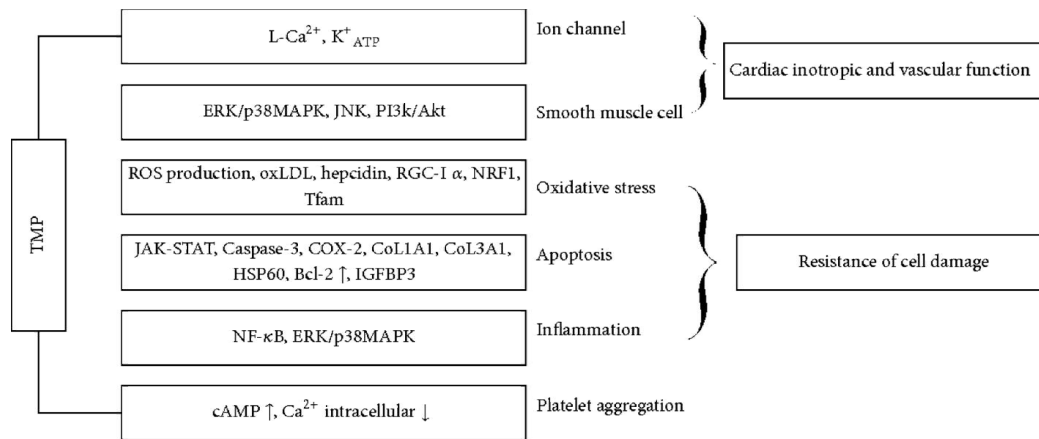 TMP
L-Ca²⁺, K⁺ATP
Ion channel
ERK/p38MAPK, JNK, PI3k/Akt
Smooth muscle cell
Cardiac inotropic and vascular function
ROS production, oxLDL, hepcidin, RGC-I α, NRF1,
Tfam
Oxidative stress
JAK-STAT, Caspase-3, COX-2, CoL1A1, CoL3A1,
HSP60, Bcl-2 ↑, IGFBP3
Apoptosis
NF-κB, ERK/p38MAPK
Inflammation
Resistance of cell damage
cAMP ↑, Ca²⁺ intracellular ↓
Platelet aggregation